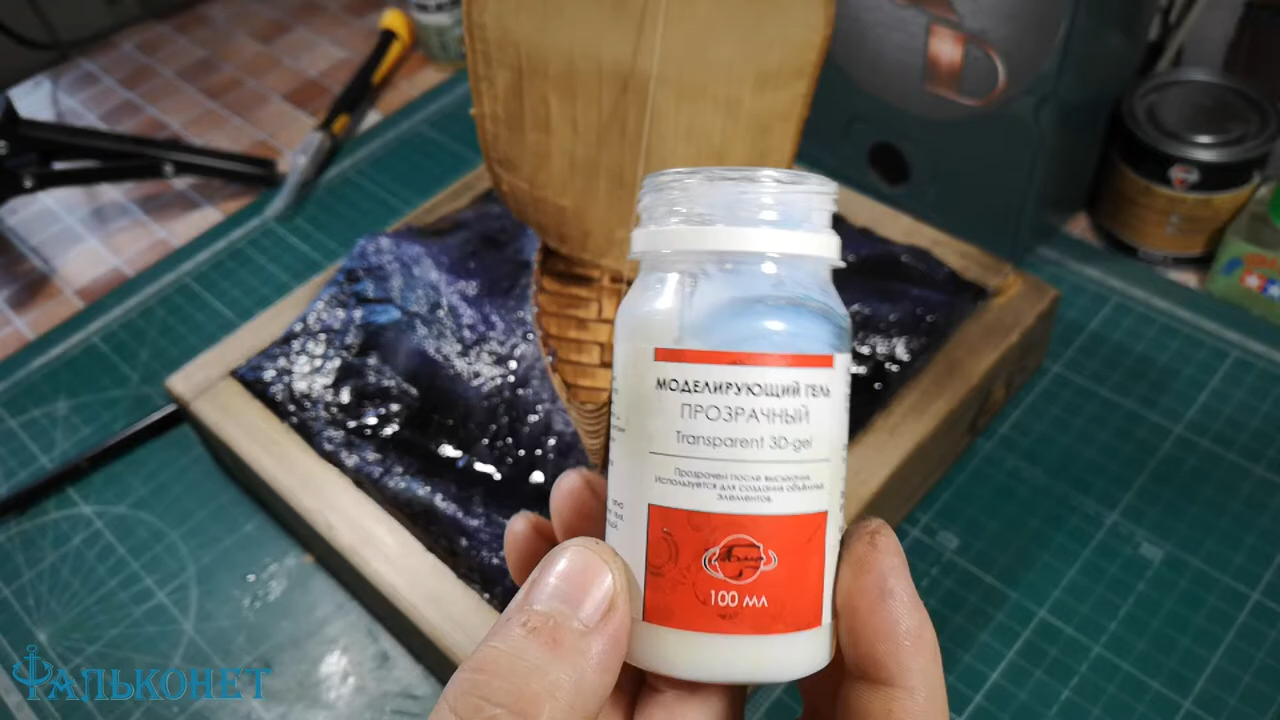 МОДЕЛИРУЮЩИЙ ГЕЛЬ
ПРОЗРАЧНЫЙ
Transparent 3D-gel
Прозрачен после высыхания.
Используется для создания объёмных
элементов.
100 МЛ
ФАЛЬКОНЕТ